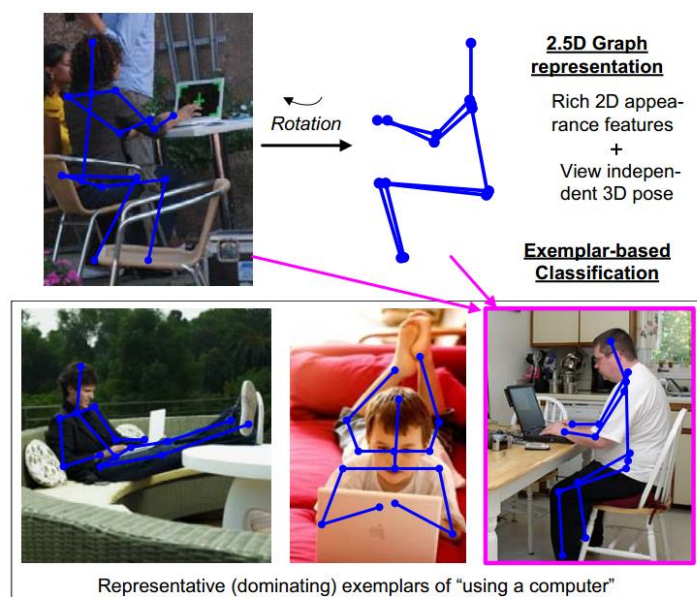 2.5D Graph
representation
Rotation
Rich 2D appea-
rance features
+
View indepen-
dent 3D pose
Exemplar-based
Classification
Representative (dominating) exemplars of “using a computer”